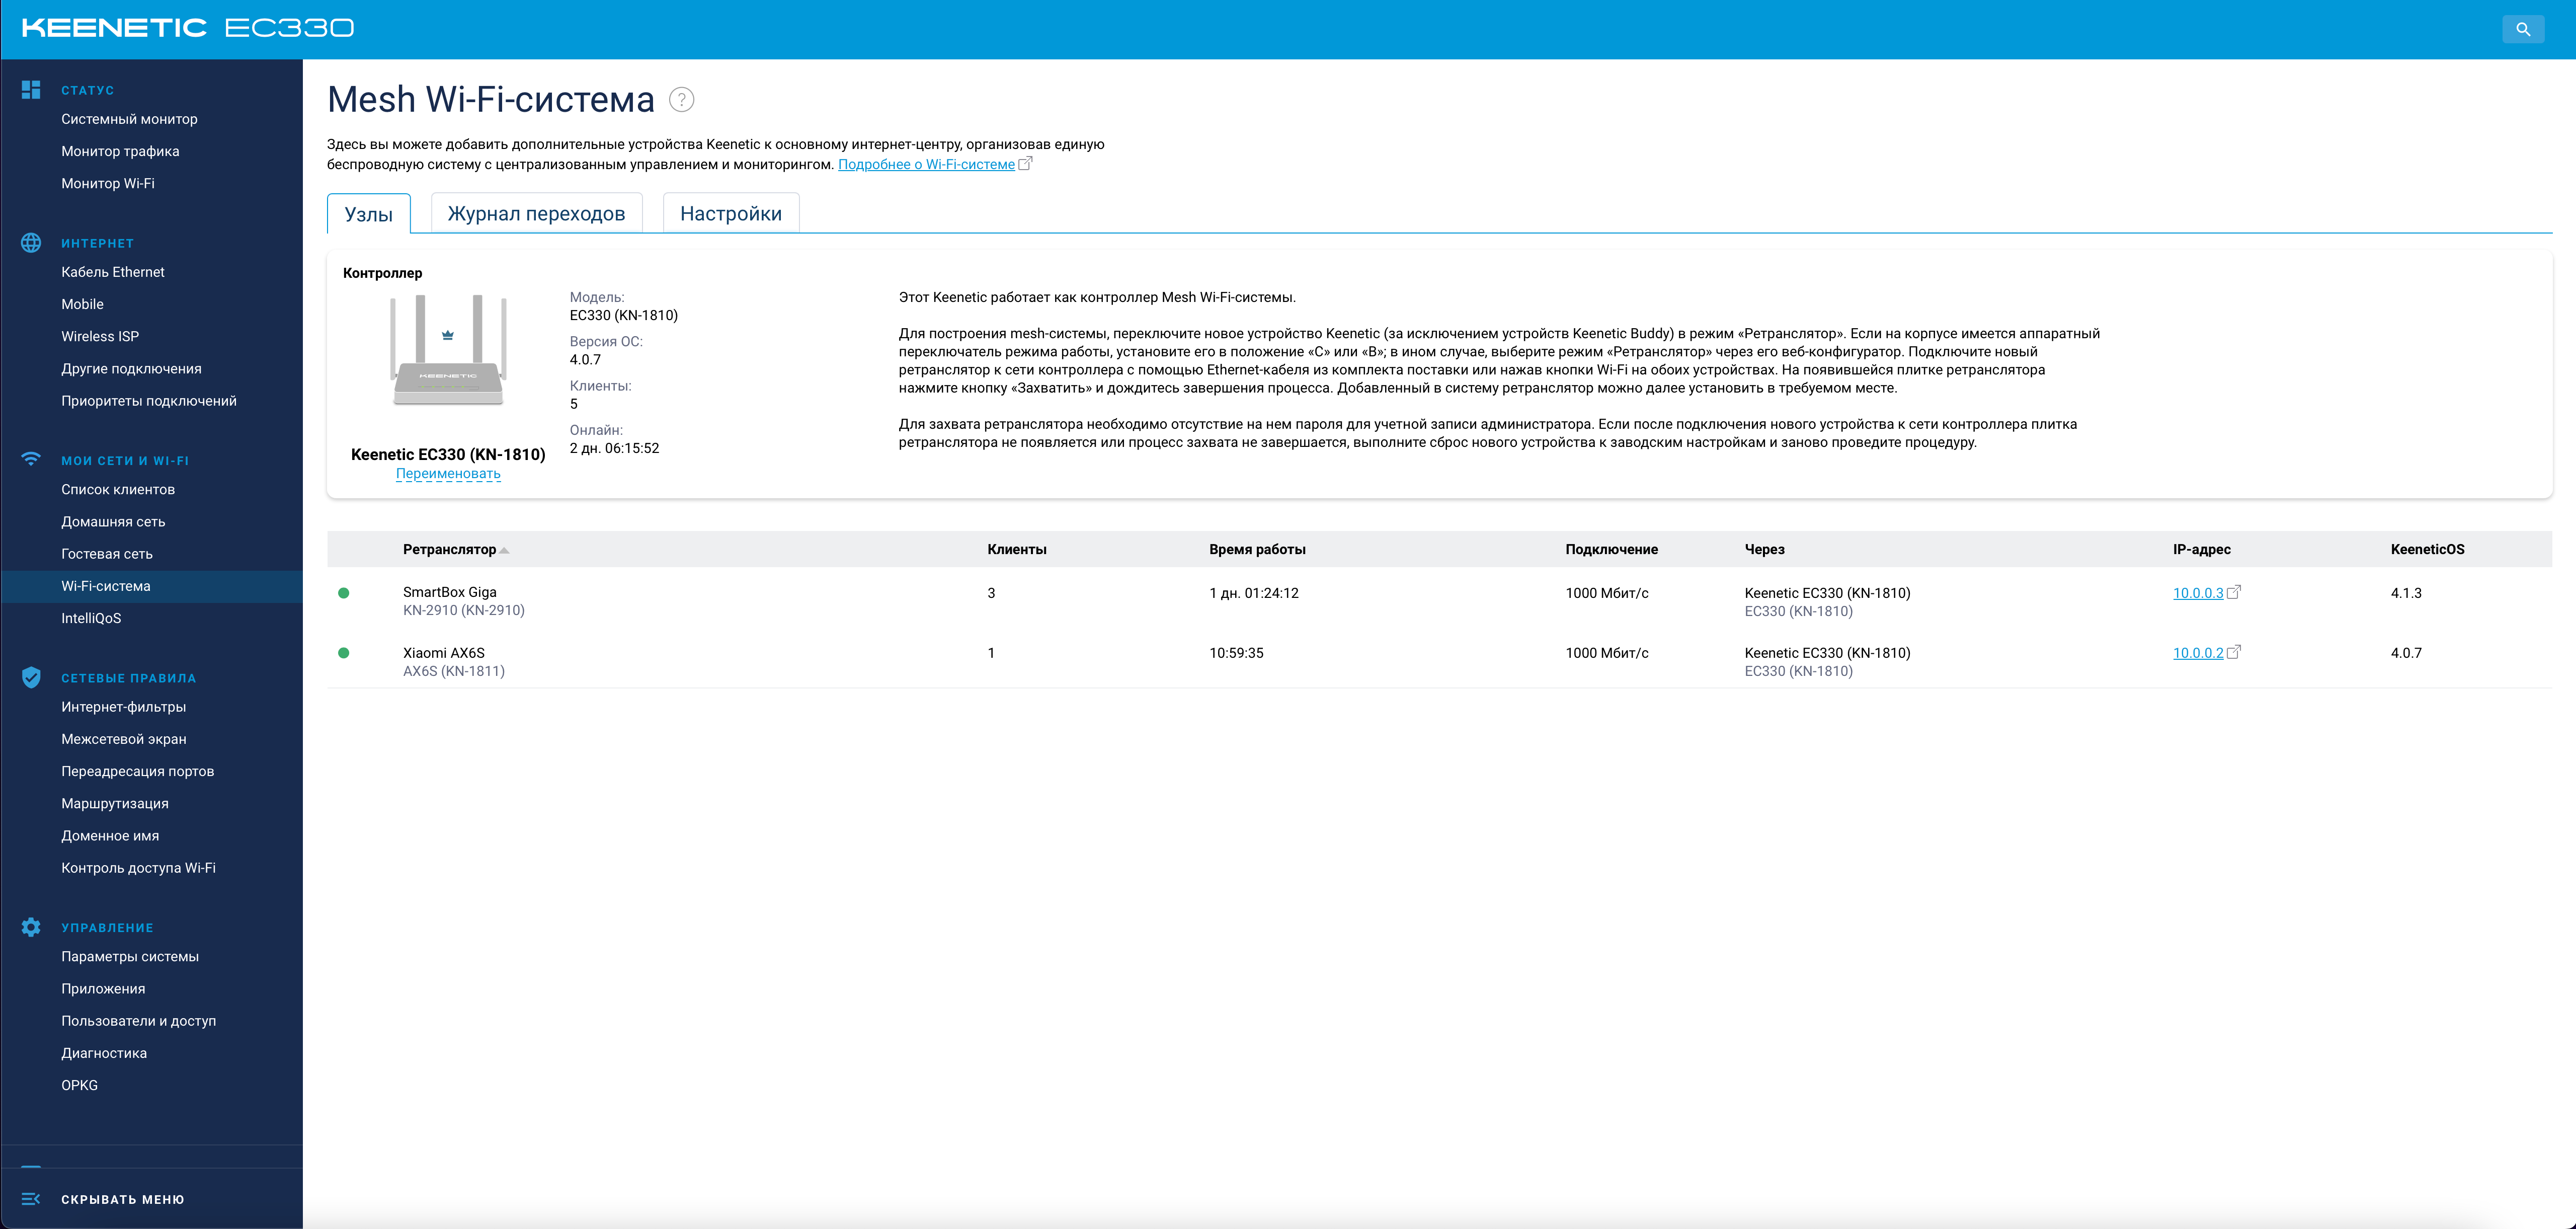 KEENETIC EC330
СТАТУС
Системный монитор
Монитор трафика
Монитор Wi-Fi
ИНТЕРНЕТ
Кабель Ethernet
Mobile
Wireless ISP
Другие подключения
Приоритеты подключений
МОИ СЕТИ И WI-FI
Список клиентов
Домашняя сеть
Гостевая сеть
Wi-Fi-система
IntelliQoS
СЕТЕВЫЕ ПРАВИЛА
Интернет-фильтры
Межсетевой экран
Переадресация портов
Маршрутизация
Доменное имя
Контроль доступа Wi-Fi
УПРАВЛЕНИЕ
Параметры системы
Приложения
Пользователи и доступ
Диагностика
OPKG
СКРЫВАТЬ МЕНЮ
Mesh Wi-Fi-система ?
Здесь вы можете добавить дополнительные устройства Keenetic к основному интернет-центру, организовав единую
беспроводную систему с централизованным управлением и мониторингом. Подробнее о Wi-Fi-системе
Узлы Журнал переходов Настройки
Контроллер
KEENETIC
Keenetic EC330 (KN-1810)
Переименовать
Модель:
EC330 (KN-1810)
Версия ОС:
4.0.7
Клиенты:
5
Онлайн:
2 дн. 06:15:52
Этот Keenetic работает как контроллер Mesh Wi-Fi-системы.
Для построения mesh-системы, переключите новое устройство Keenetic (за исключением устройств Keenetic Buddy) в режим «Ретранслятор». Если на корпусе имеется аппаратный
переключатель режима работы, установите его в положение «C» или «B»; в ином случае, выберите режим «Ретранслятор» через его веб-конфигуратор. Подключите новый
ретранслятор к сети контроллера с помощью Ethernet-кабеля из комплекта поставки или нажав кнопки Wi-Fi на обоих устройствах. На появившейся плитке ретранслятора
нажмите кнопку «Захватить» и дождитесь завершения процесса. Добавленный в систему ретранслятор можно далее установить в требуемом месте.
Для захвата ретранслятора необходимо отсутствие на нем пароля для учетной записи администратора. Если после подключения нового устройства к сети контроллера плитка
ретранслятора не появляется или процесс захвата не завершается, выполните сброс нового устройства к заводским настройкам и заново проведите процедуру.
Ретранслятор Клиенты Время работы Подключение Через IP-адрес KeeneticOS
SmartBox Giga 3 1 дн. 01:24:12 1000 Мбит/с Keenetic EC330 (KN-1810) 10.0.0.3 4.1.3
KN-2910 (KN-2910) EC330 (KN-1810)
Xiaomi AX6S 1 10:59:35 1000 Мбит/с Keenetic EC330 (KN-1810) 10.0.0.2 4.0.7
AX6S (KN-1811) EC330 (KN-1810)